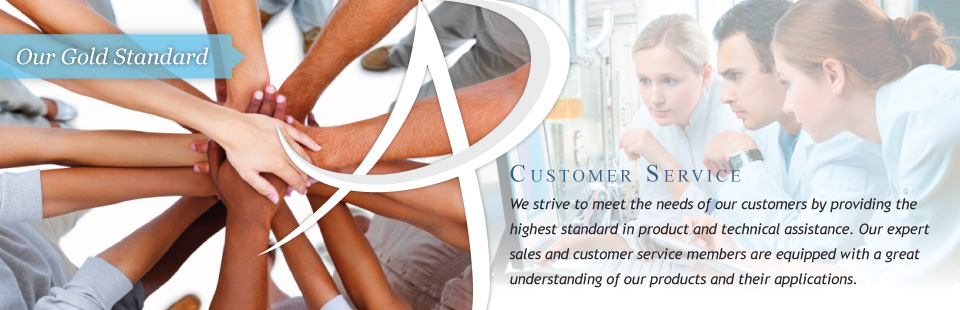 Our Gold Standard
CUSTOMER SERVICE
We strive to meet the needs of our customers by providing the
highest standard in product and technical assistance. Our expert
sales and customer service members are equipped with a great
understanding of our products and their applications.